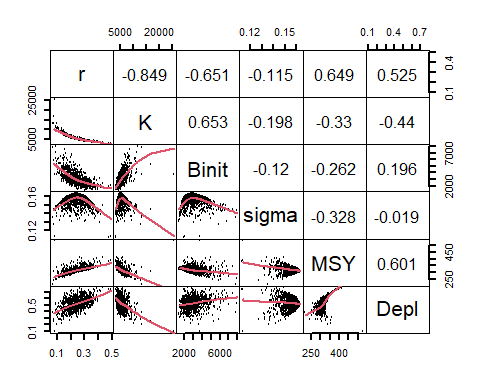 5000 20000 0.12 0.15 0.1 0.4 0.7
r -0.849 -0.651 -0.115 0.649 0.525 0.1 0.4
5000 25000 K 0.653 -0.198 -0.33 -0.44
Binit -0.12 -0.262 0.196 2000 7000
0.12 0.16 sigma -0.328 -0.019
MSY 0.601 250 450
0.1 0.5 Depl
0.1 0.3 0.5 2000 6000 250 400